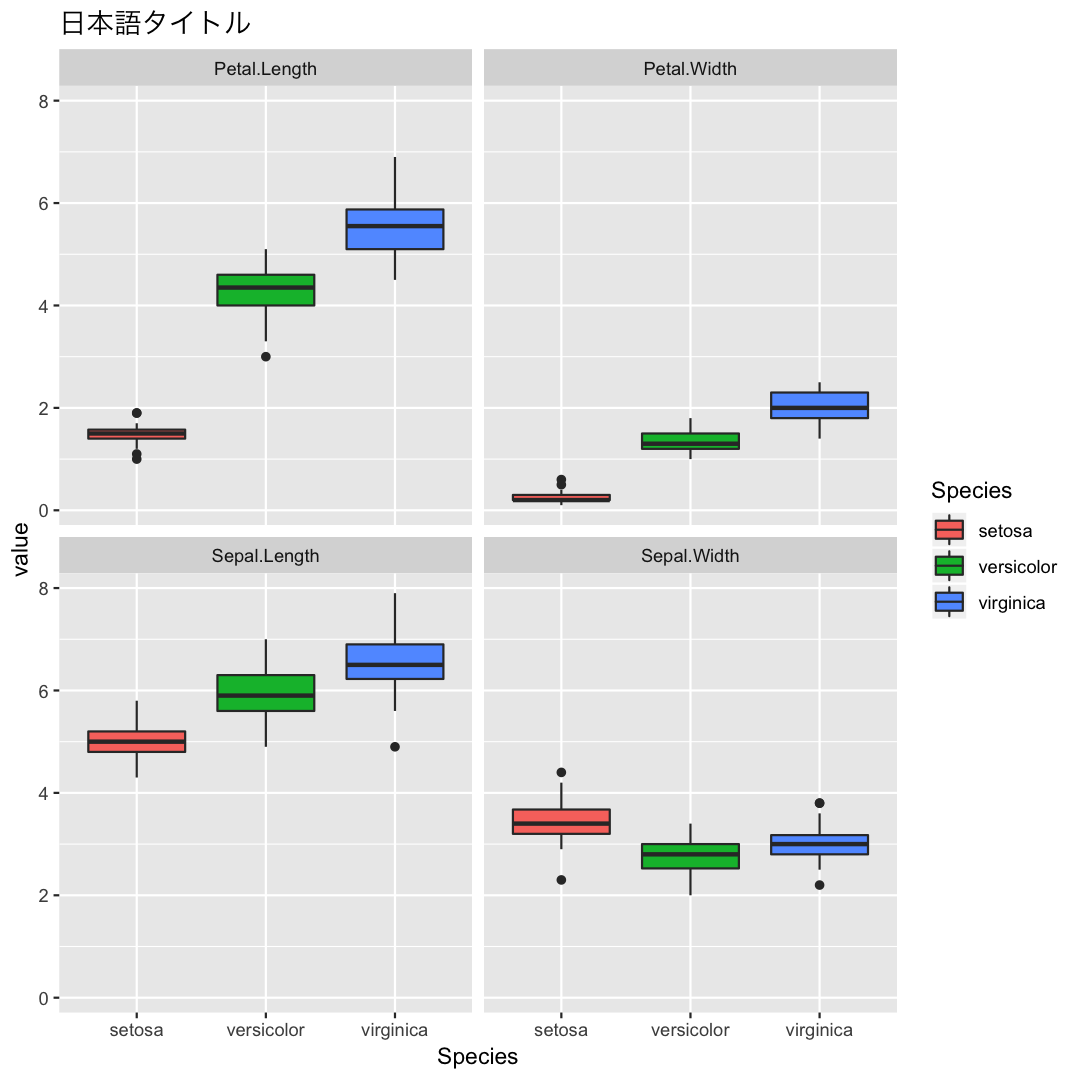 日本語タイトル
Petal.Length
Petal.Width
8
6
4
2
0
Sepal.Length
Sepal.Width
8
6
4
2
0
setosa
versicolor
virginica
setosa
versicolor
virginica
Species
value
Species
setosa
versicolor
virginica